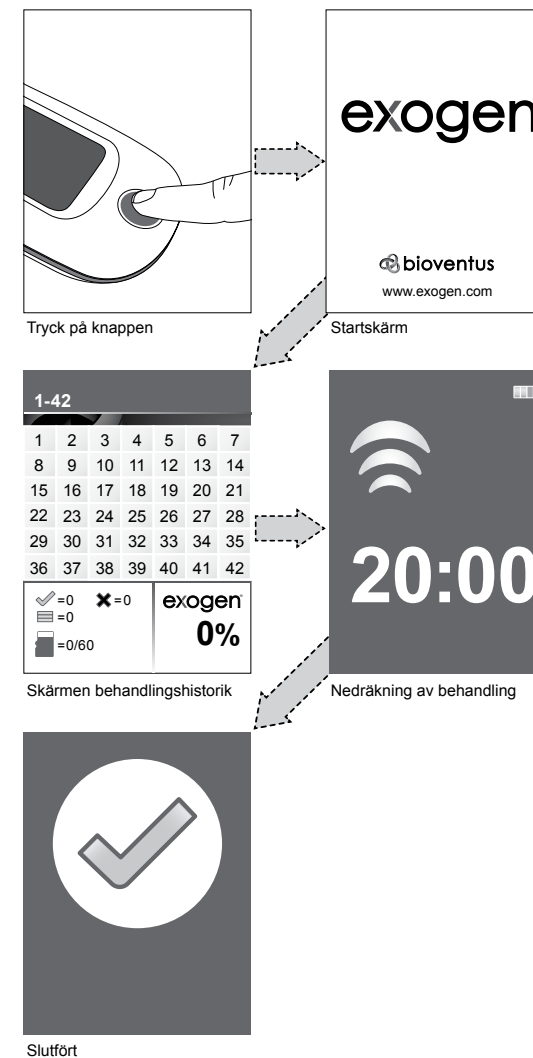 Tryck på knappen
exogen
bioventus
www.exogen.com
Startskärm
1-42
1 2 3 4 5 6 7
8 9 10 11 12 13 14
15 16 17 18 19 20 21
22 23 24 25 26 27 28
29 30 31 32 33 34 35
36 37 38 39 40 41 42
=0 =0
=0
=0/60
exogen
0%
Skärmen behandlingshistorik
20:00
Nedräkning av behandling
Slutfört